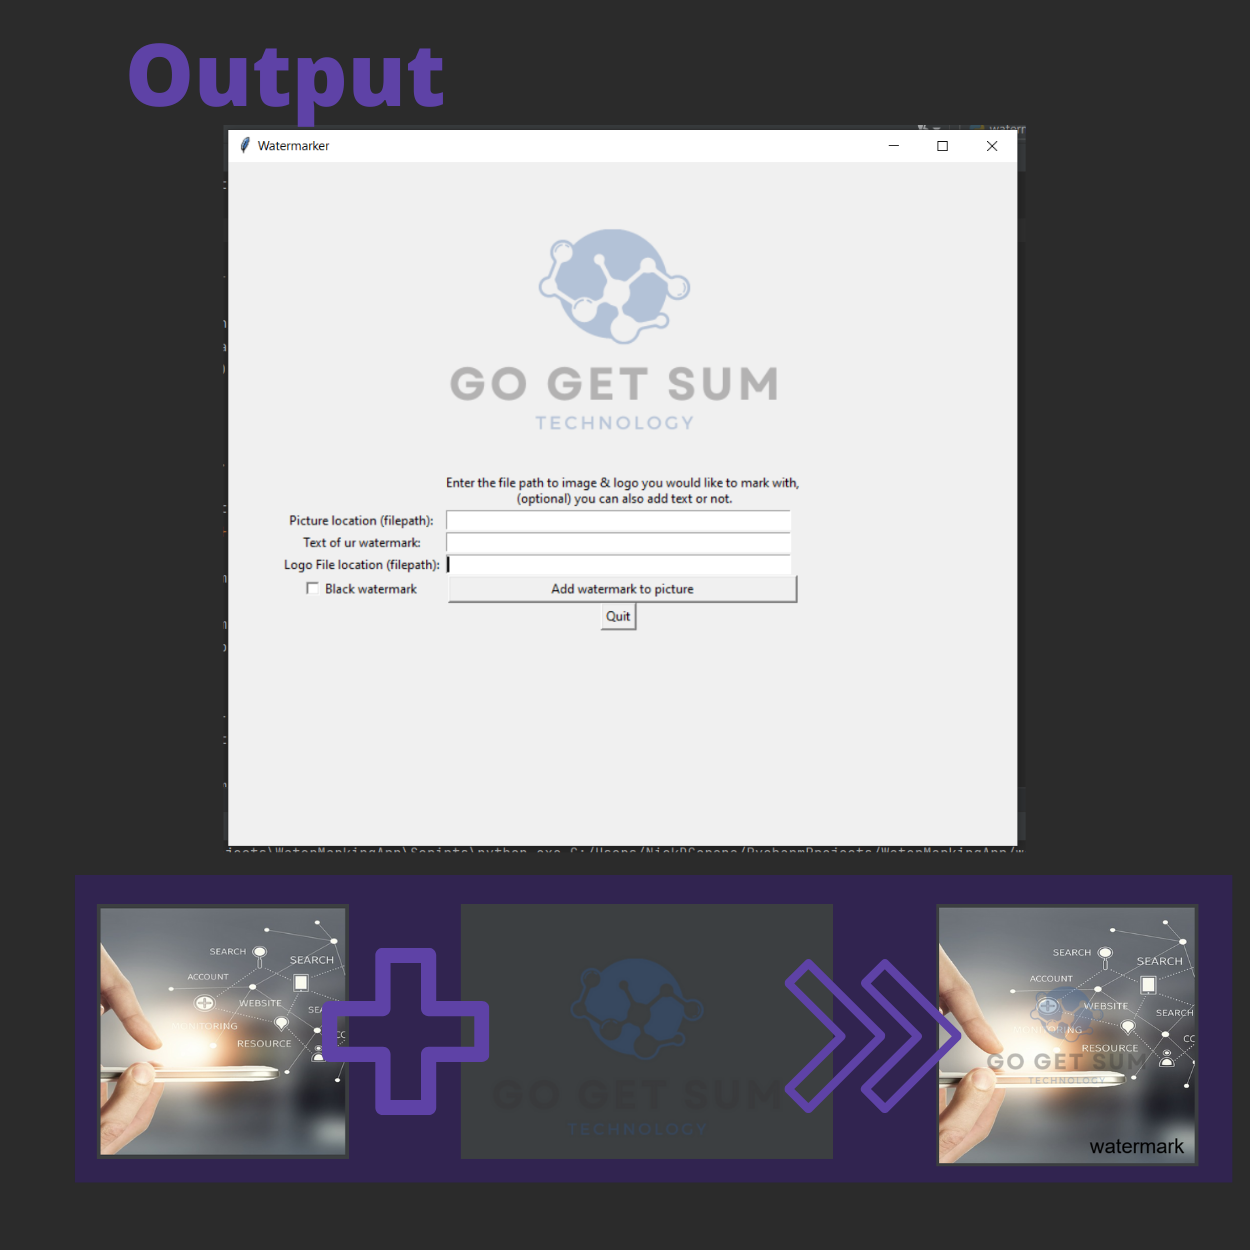 Output
Watermarker
GO GET SUM
TECHNOLOGY
Enter the file path to image & logo you would like to mark with,
(optional) you can also add text or not.
Picture location (filepath):
Text of ur watermark:
Logo File location (filepath):
Black watermark
Add watermark to picture
Quit
SEARCH
SEARCH
ACCOUNT
WEBSITE
SEA
RESOURCE
GO GET SUM
TECHNOLOGY
SEARCH
SEARCH
ACCOUNT
WEBSITE
SEARCH
MONITORING
RESOURCE
CC
GO GET SUM
TECHNOLOGY
watermark